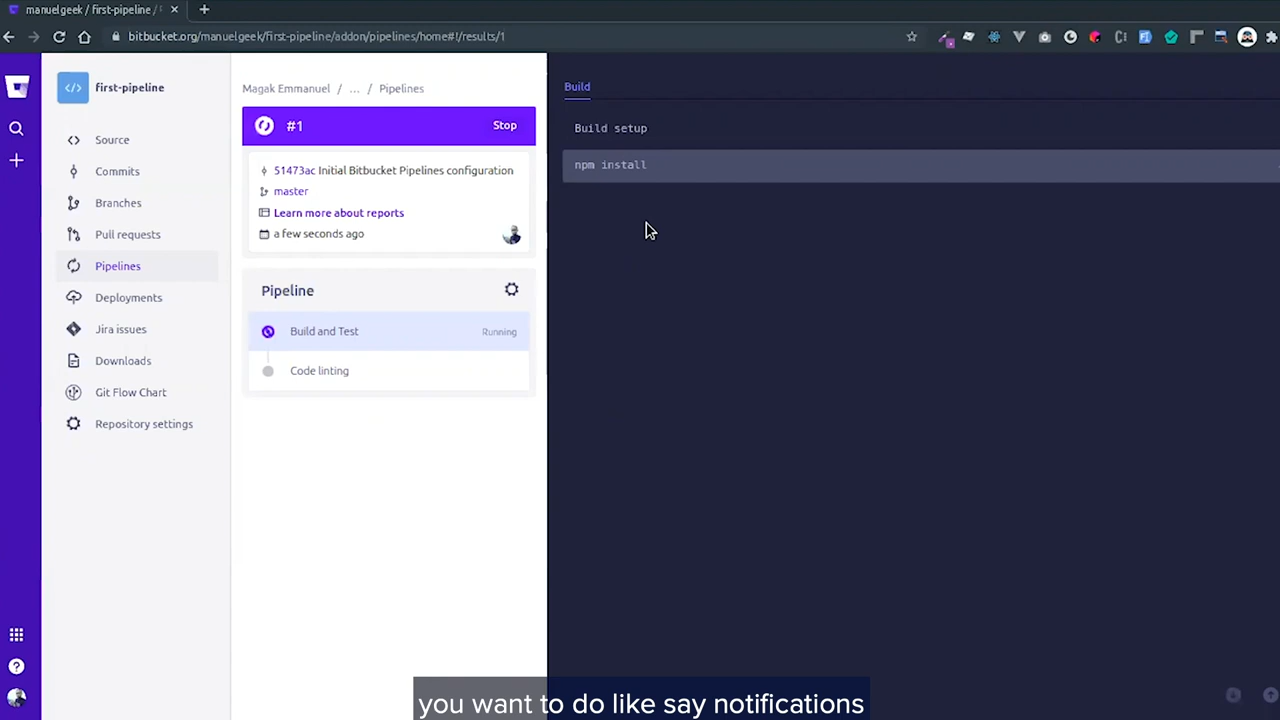 manuelgeek / first-pipeline /
bitbucket.org/manuelgeek/first-pipeline/addon/pipelines/home#!/results/1
first-pipeline
Source
Commits
Branches
Pull requests
Pipelines
Deployments
Jira issues
Downloads
Git Flow Chart
Repository settings
Magak Emmanuel / ... / Pipelines
#1 Stop
51473ac Initial Bitbucket Pipelines configuration
master
Learn more about reports
a few seconds ago
Pipeline
Build and Test Running
Code linting
Build
Build setup
npm install
you want to do like say notifications